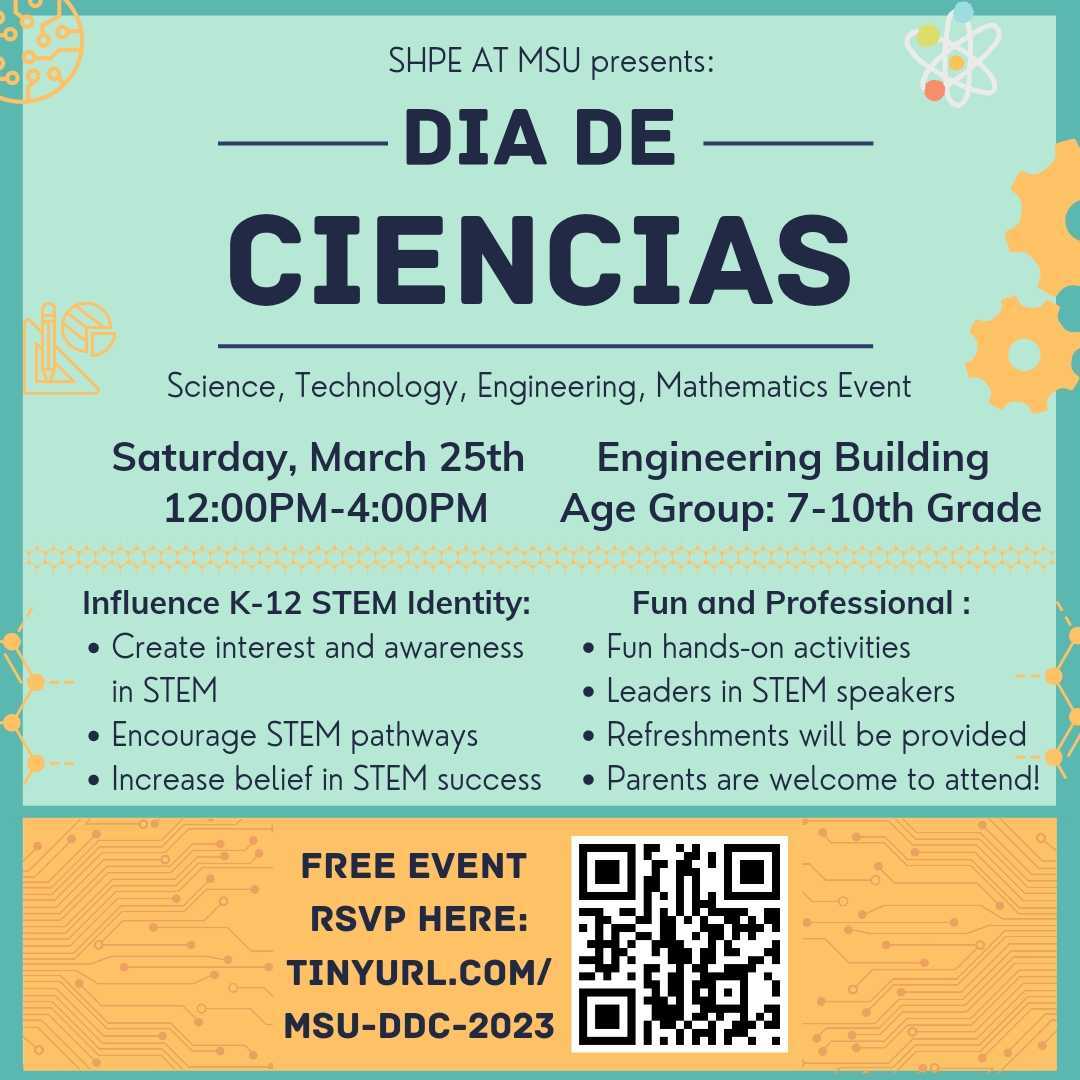 SHPE AT MSU presents:
DIA DE
CIENCIAS
Science, Technology, Engineering, Mathematics Event
Saturday, March 25th
12:00PM-4:00PM
Engineering Building
Age Group: 7-10th Grade
Influence K-12 STEM Identity:
• Create interest and awareness
in STEM
• Encourage STEM pathways
• Increase belief in STEM success
Fun and Professional :
• Fun hands-on activities
• Leaders in STEM speakers
• Refreshments will be provided
• Parents are welcome to attend!
FREE EVENT
RSVP HERE:
TINYURL.COM/
MSU-DDC-2023